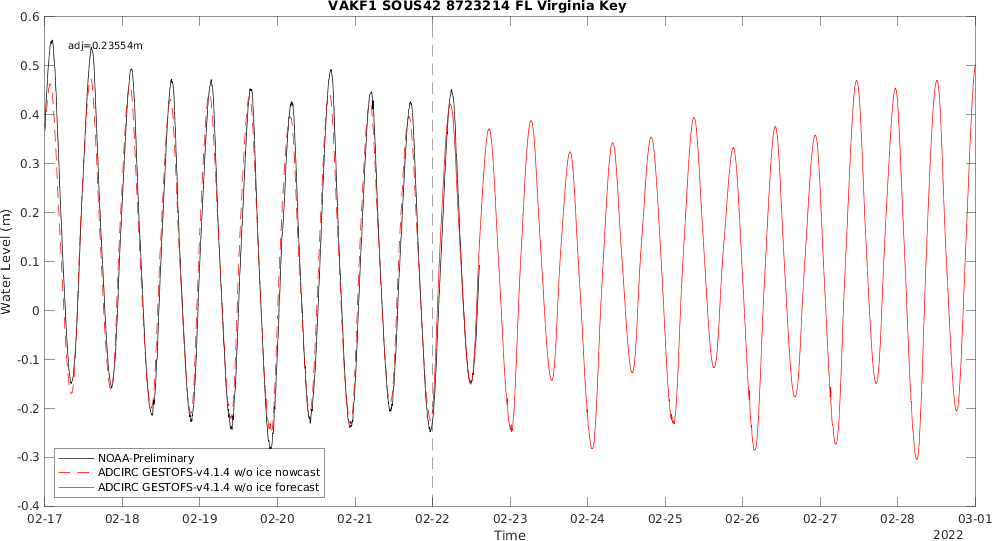 VAKF1 SOUS42 8723214 FL Virginia Key
adj=0.23554m
0.6
0.5
0.4
0.3
0.2
0.1
0
-0.1
-0.2
-0.3
-0.4
Water Level (m)
NOAA-Preliminary
ADCIRC GESTOFS-v4.1.4 w/o ice nowcast
ADCIRC GESTOFS-v4.1.4 w/o ice forecast
02-17 02-18 02-19 02-20 02-21 02-22 02-23 02-24 02-25 02-26 02-27 02-28 03-01
Time
2022